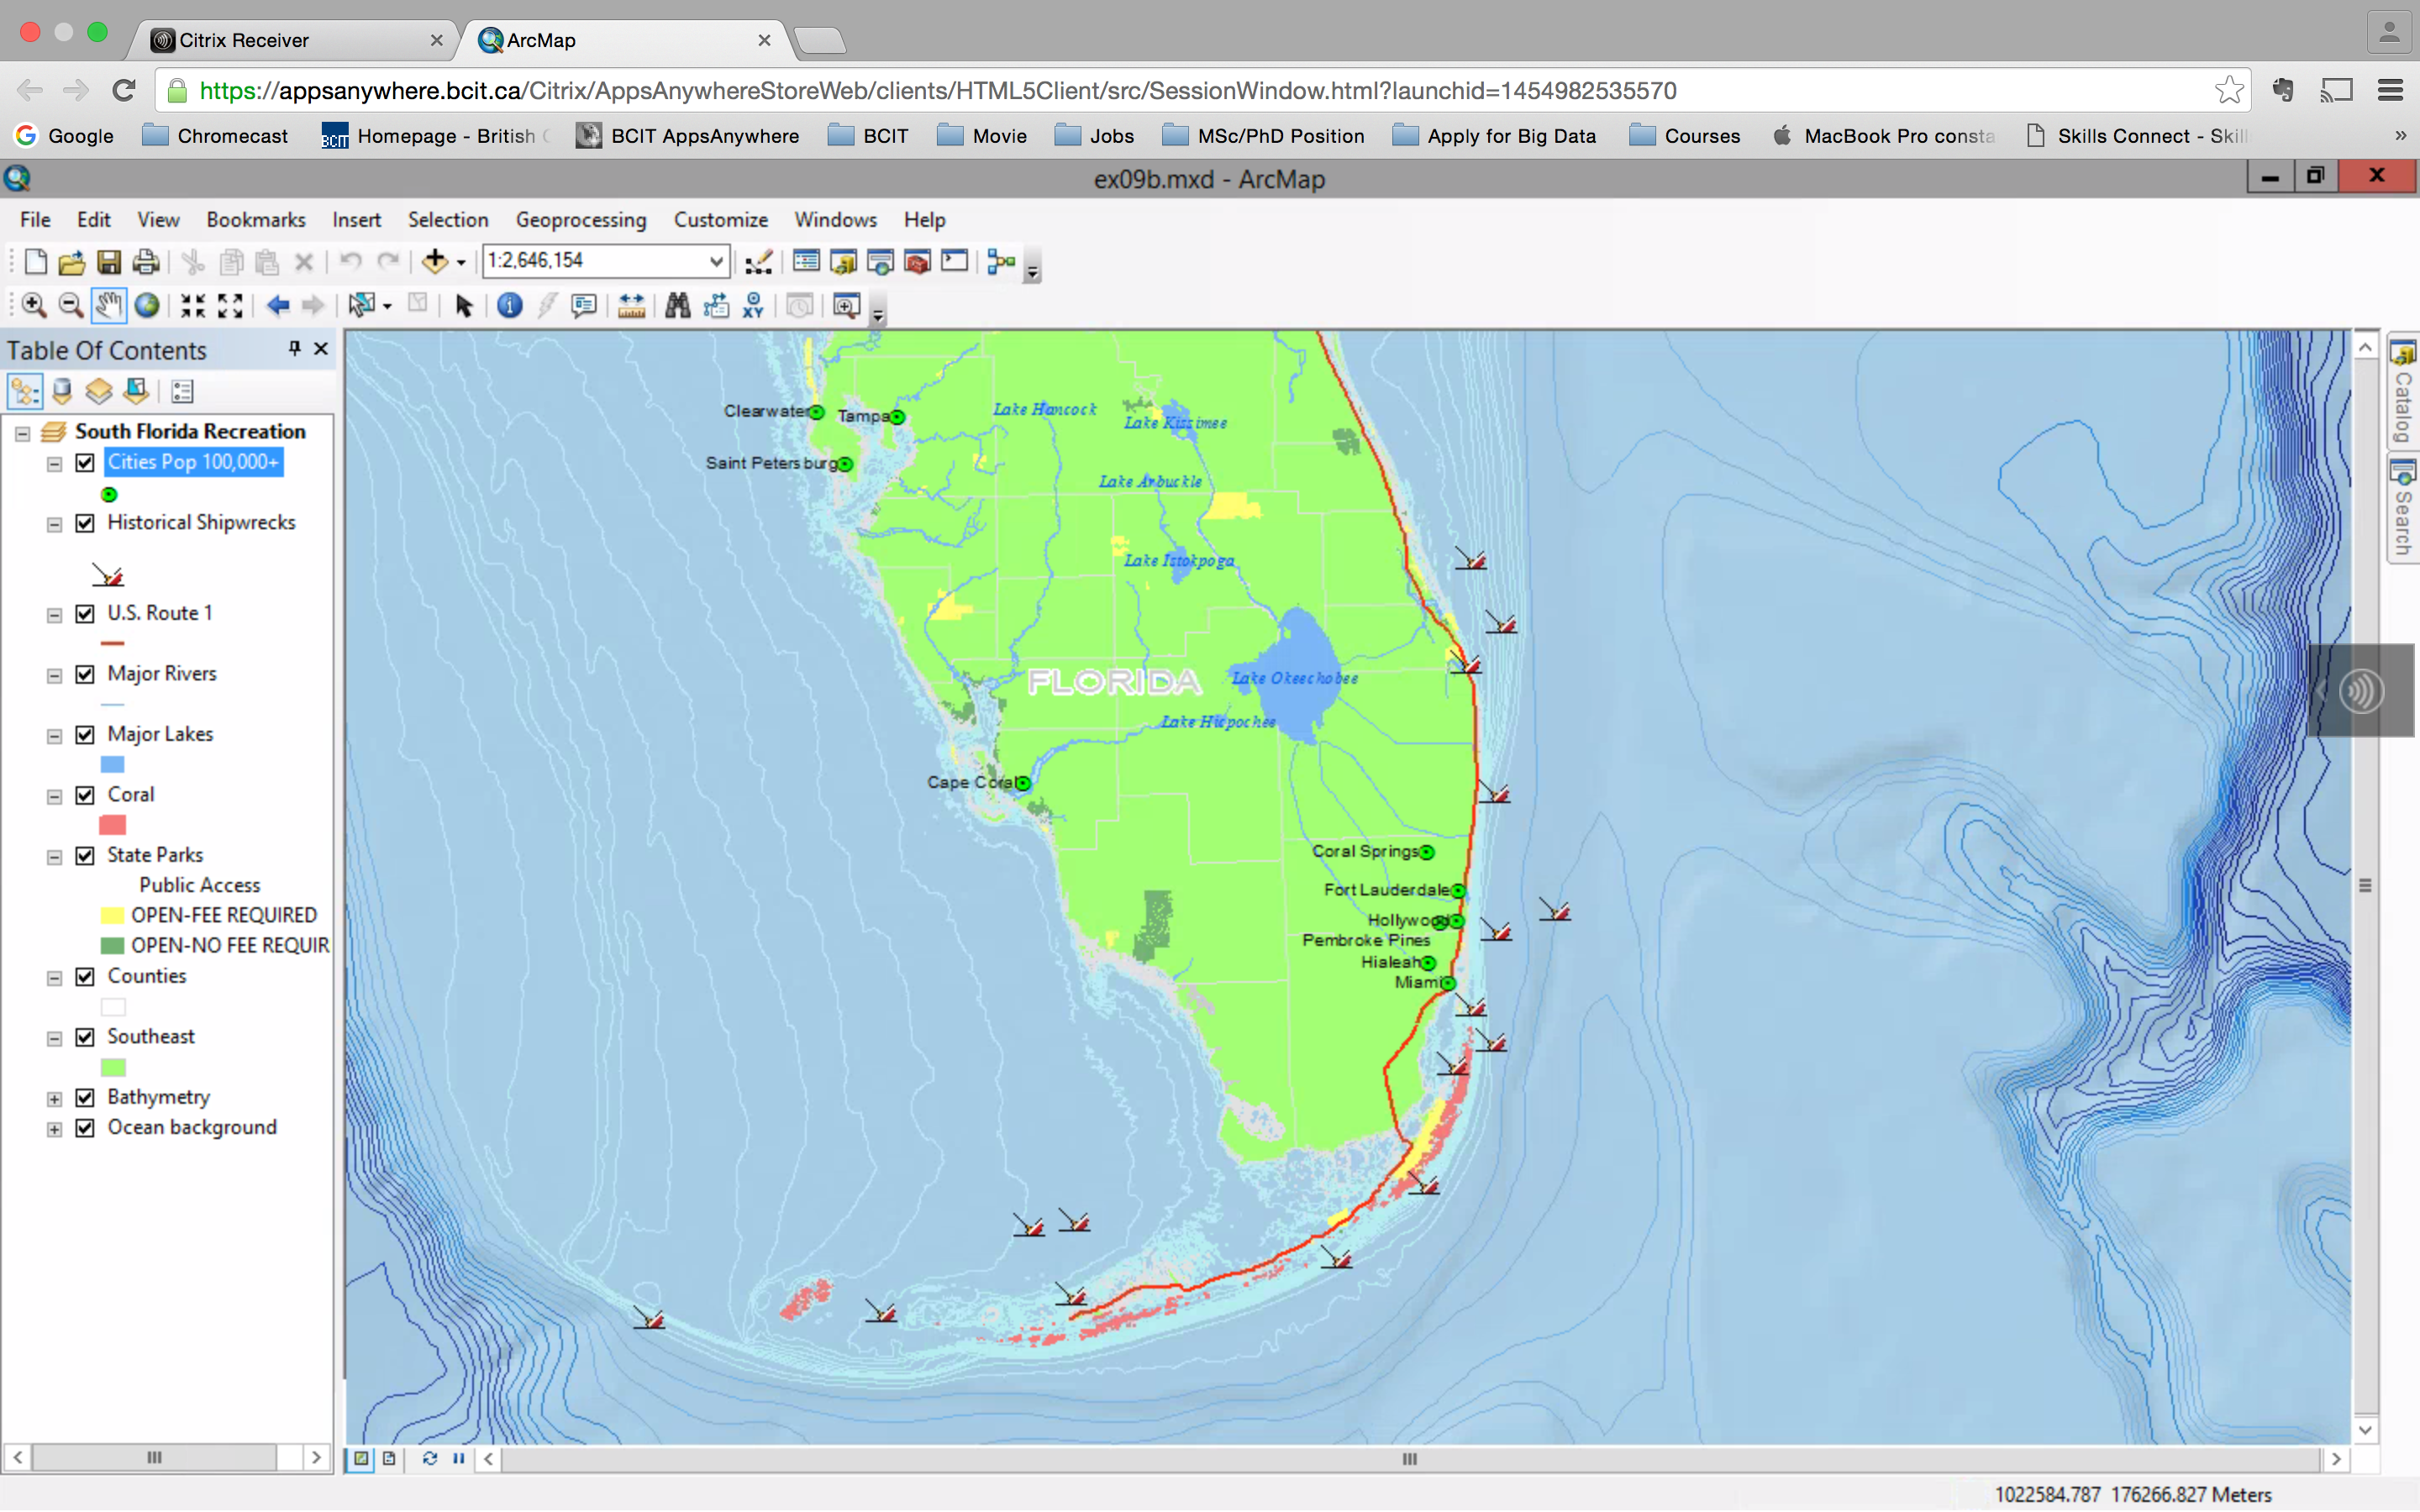 Citrix Receiver
ArcMap
https://appsanywhere.bcit.ca/Citrix/AppsAnywhereStoreWeb/clients/HTML5Client/src/SessionWindow.html?launchid=1454982535570
Google
Chromecast
BCIT
Homepage - British
BCIT AppsAnywhere
BCIT
Movie
Jobs
MSc/PhD Position
Apply for Big Data
Courses
MacBook Pro consta
Skills Connect - Skil
»
ex09b.mxd - ArcMap
File Edit View Bookmarks Insert Selection Geoprocessing Customize Windows Help
1:2,646,154
XY
Table Of Contents
South Florida Recreation
Cities Pop 100,000+
Historical Shipwrecks
U.S. Route 1
Major Rivers
Major Lakes
Coral
State Parks
Public Access
OPEN-FEE REQUIRED
OPEN-NO FEE REQUIR
Counties
Southeast
Bathymetry
Ocean background
Clearwater
Tampa
Saint Petersburg
Lake Hancock
Lake Kissimee
Lake Arbuckle
Lake Istokpoga
FLORIDA
Lake Okeechobee
Lake Hicpochee
Cape Coral
Coral Springs
Fort Lauderdale
Hollywood
Pembroke Pines
Hialeah
Miami
Catalog
Search
1022584.787 176266.827 Meters